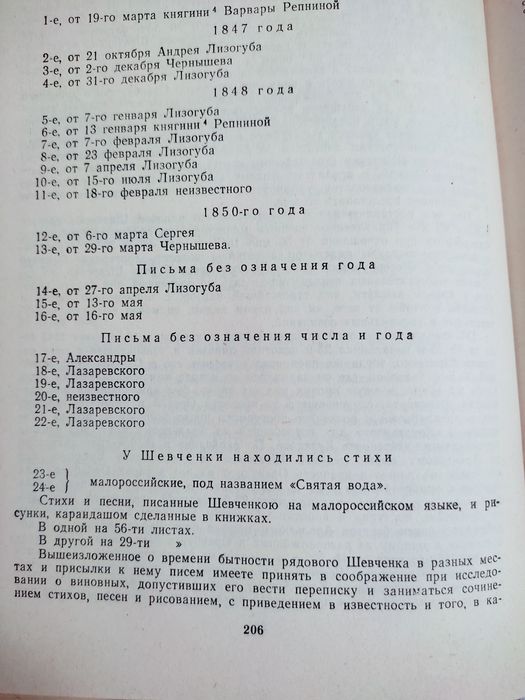 1-е, от 19-го марта княгини⁴ Варвары Репниной
1847 года
2-е, от 21 октября Андрея Лизогуба
3-е, от 2-го декабря Чернышева
4-е, от 31-го декабря Лизогуба
1848 года
5-е, от 7-го генваря Лизогуба
6-е, от 13 генваря княгини⁴ Репниной
7-е, от 7-го февраля Лизогуба
8-е, от 23 февраля Лизогуба
9-е, от 7 апреля Лизогуба
10-е, от 15-го июля Лизогуба
11-е, от 18-го февраля неизвестного
1850-го года
12-е, от 6-го марта Сергея
13-е, от 29-го марта Чернышева.
Письма без означения года
14-е, от 27-го апреля Лизогуба
15-е, от 13-го мая
16-е, от 16-го мая
Письма без означения числа и года
17-е, Александры
18-е, Лазаревского
19-е, Лазаревского
20-е, неизвестного
21-е, Лазаревского
22-е, Лазаревского
У Шевченки находились стихи
23-е }
24-е } малороссийские, под названием «Святая вода».
Стихи и песни, писанные Шевченкою на малороссийском языке, и ри-
сунки, карандашом сделанные в книжках.
В одной на 56-ти листах.
В другой на 29-ти »
Вышеизложенное о времени бытности рядового Шевченка в разных мес-
тах и присылки к нему писем имеете принять в соображение при исследо-
вании о виновных, допустивших его вести переписку и заниматься сочине-
нием стихов, песен и рисованием, с приведением в известность и того, в ка-
206